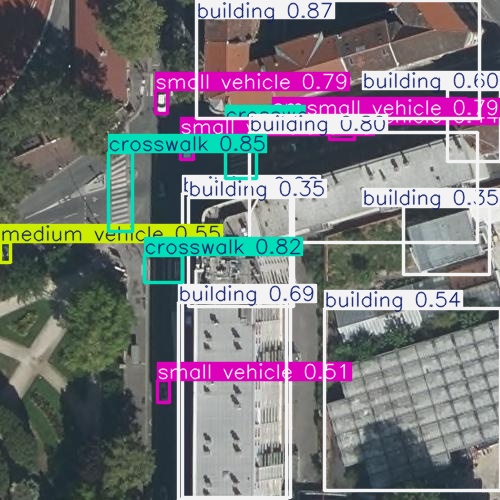 building 0.87
small vehicle 0.79
building 0.60
small vehicle 0.79
building 0.80
crosswalk 0.85
building 0.35
building 0.35
medium vehicle 0.55
crosswalk 0.82
building 0.69
building 0.54
small vehicle 0.51